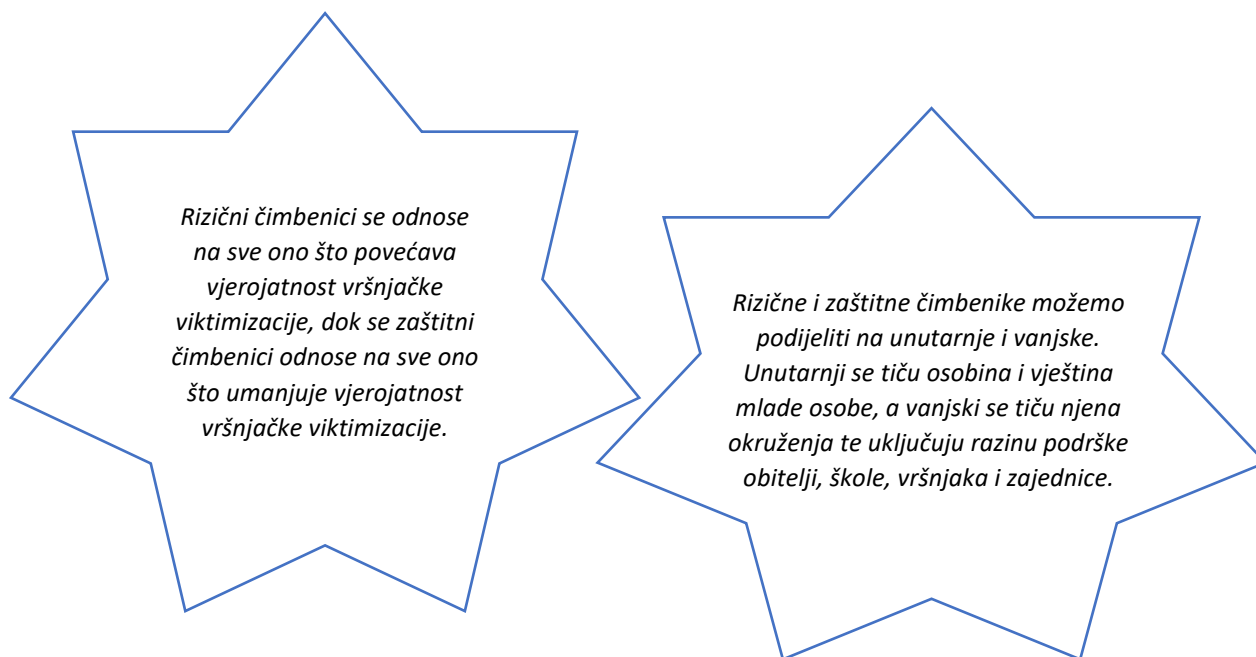 Rizični čimbenici se odnose
na sve ono što povećava
vjerojatnost vršnjačke
viktimizacije, dok se zaštitni
čimbenici odnose na sve ono
što umanjuje vjerojatnost
vršnjačke viktimizacije.
Rizične i zaštitne čimbenike možemo
podijeliti na unutarnje i vanjske.
Unutarnji se tiču osobina i vještina
mlade osobe, a vanjski se tiču njena
okruženja te uključuju razinu podrške
obitelji, škole, vršnjaka i zajednice.